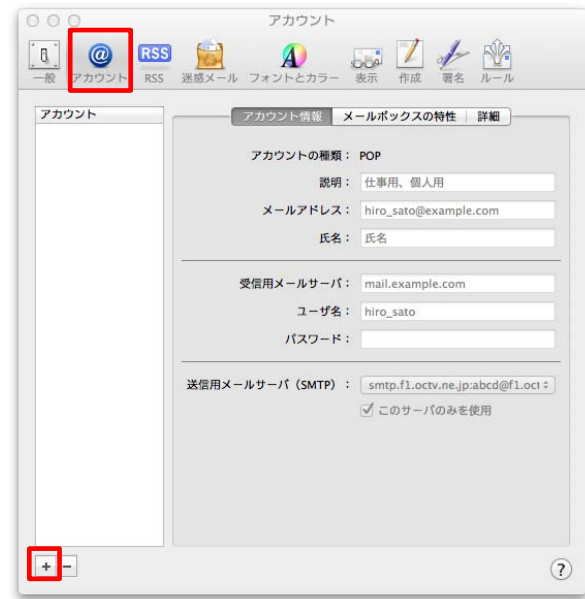 アカウント
一般 アカウント RSS 迷惑メール フォントとカラー 表示 作成 署名 ルール
アカウント
アカウント情報 メールボックスの特性 詳細
アカウントの種類： POP
説明： 仕事用、個人用
メールアドレス： hiro_sato@example.com
氏名： 氏名
受信用メールサーバ： mail.example.com
ユーザ名： hiro_sato
パスワード：
送信用メールサーバ（SMTP）： smtp.f1.octv.ne.jp:abcd@f1.oct
このサーバのみを使用
+ − ?